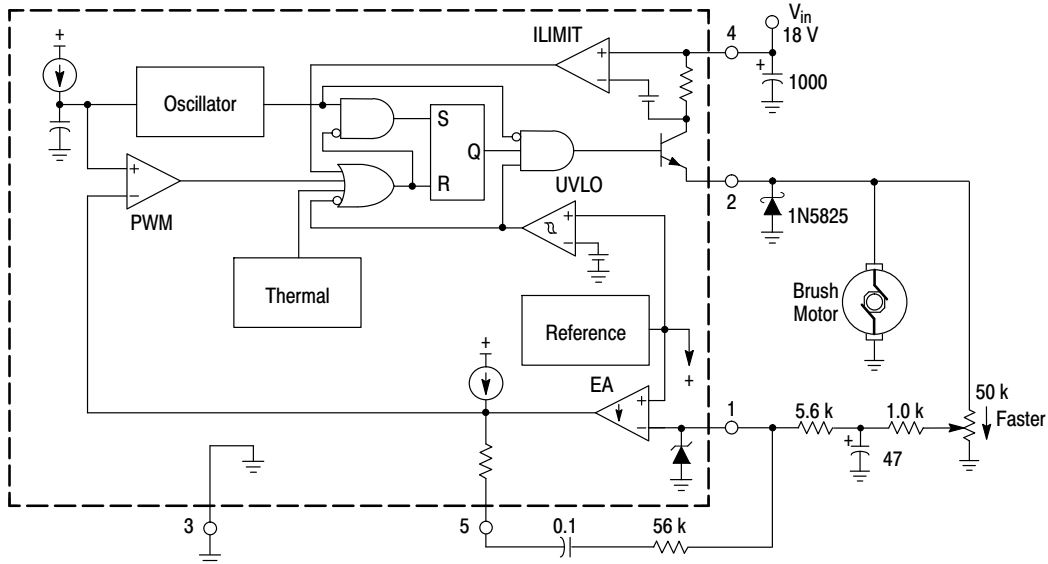 +
Oscillator
ILIMIT
+
−
4
Vin
18 V
+
1000
S
Q
R
+
−
PWM
UVLO
+
−
2
1N5825
Thermal
Brush
Motor
Reference
+
+
EA
+
−
1
5.6 k
1.0 k
50 k
Faster
+
47
3
5
0.1
56 k